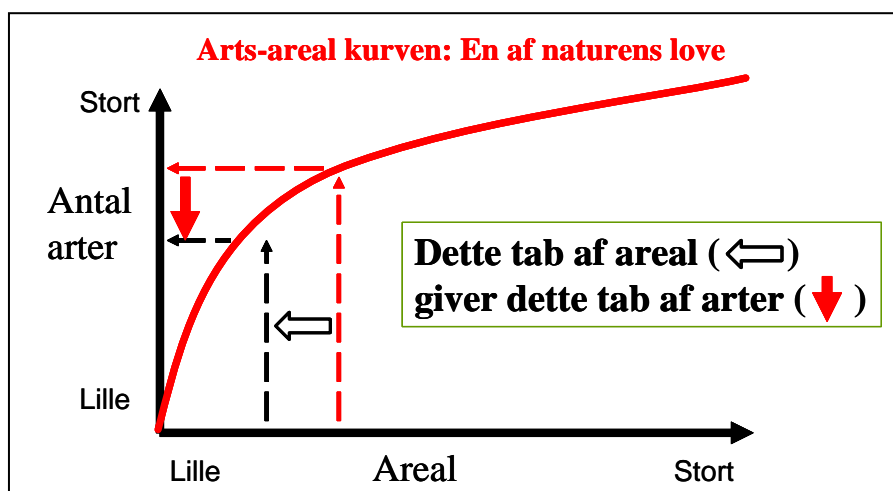 Arts-areal kurven: En af naturens love
Stort
Antal
arter
Dette tab af areal ( )
giver dette tab af arter ( )
Lille
Lille
Areal
Stort